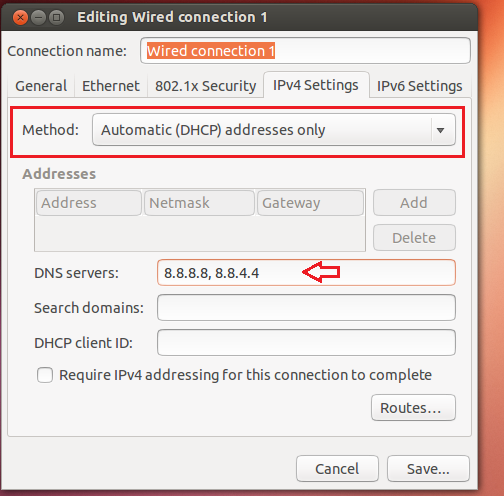 Editing Wired connection 1
Connection name: Wired connection 1
General Ethernet 802.1x Security IPv4 Settings IPv6 Settings
Method: Automatic (DHCP) addresses only
Addresses
Address Netmask Gateway Add
Delete
DNS servers: 8.8.8.8, 8.8.4.4
Search domains:
DHCP client ID:
Require IPv4 addressing for this connection to complete
Routes...
Cancel Save...